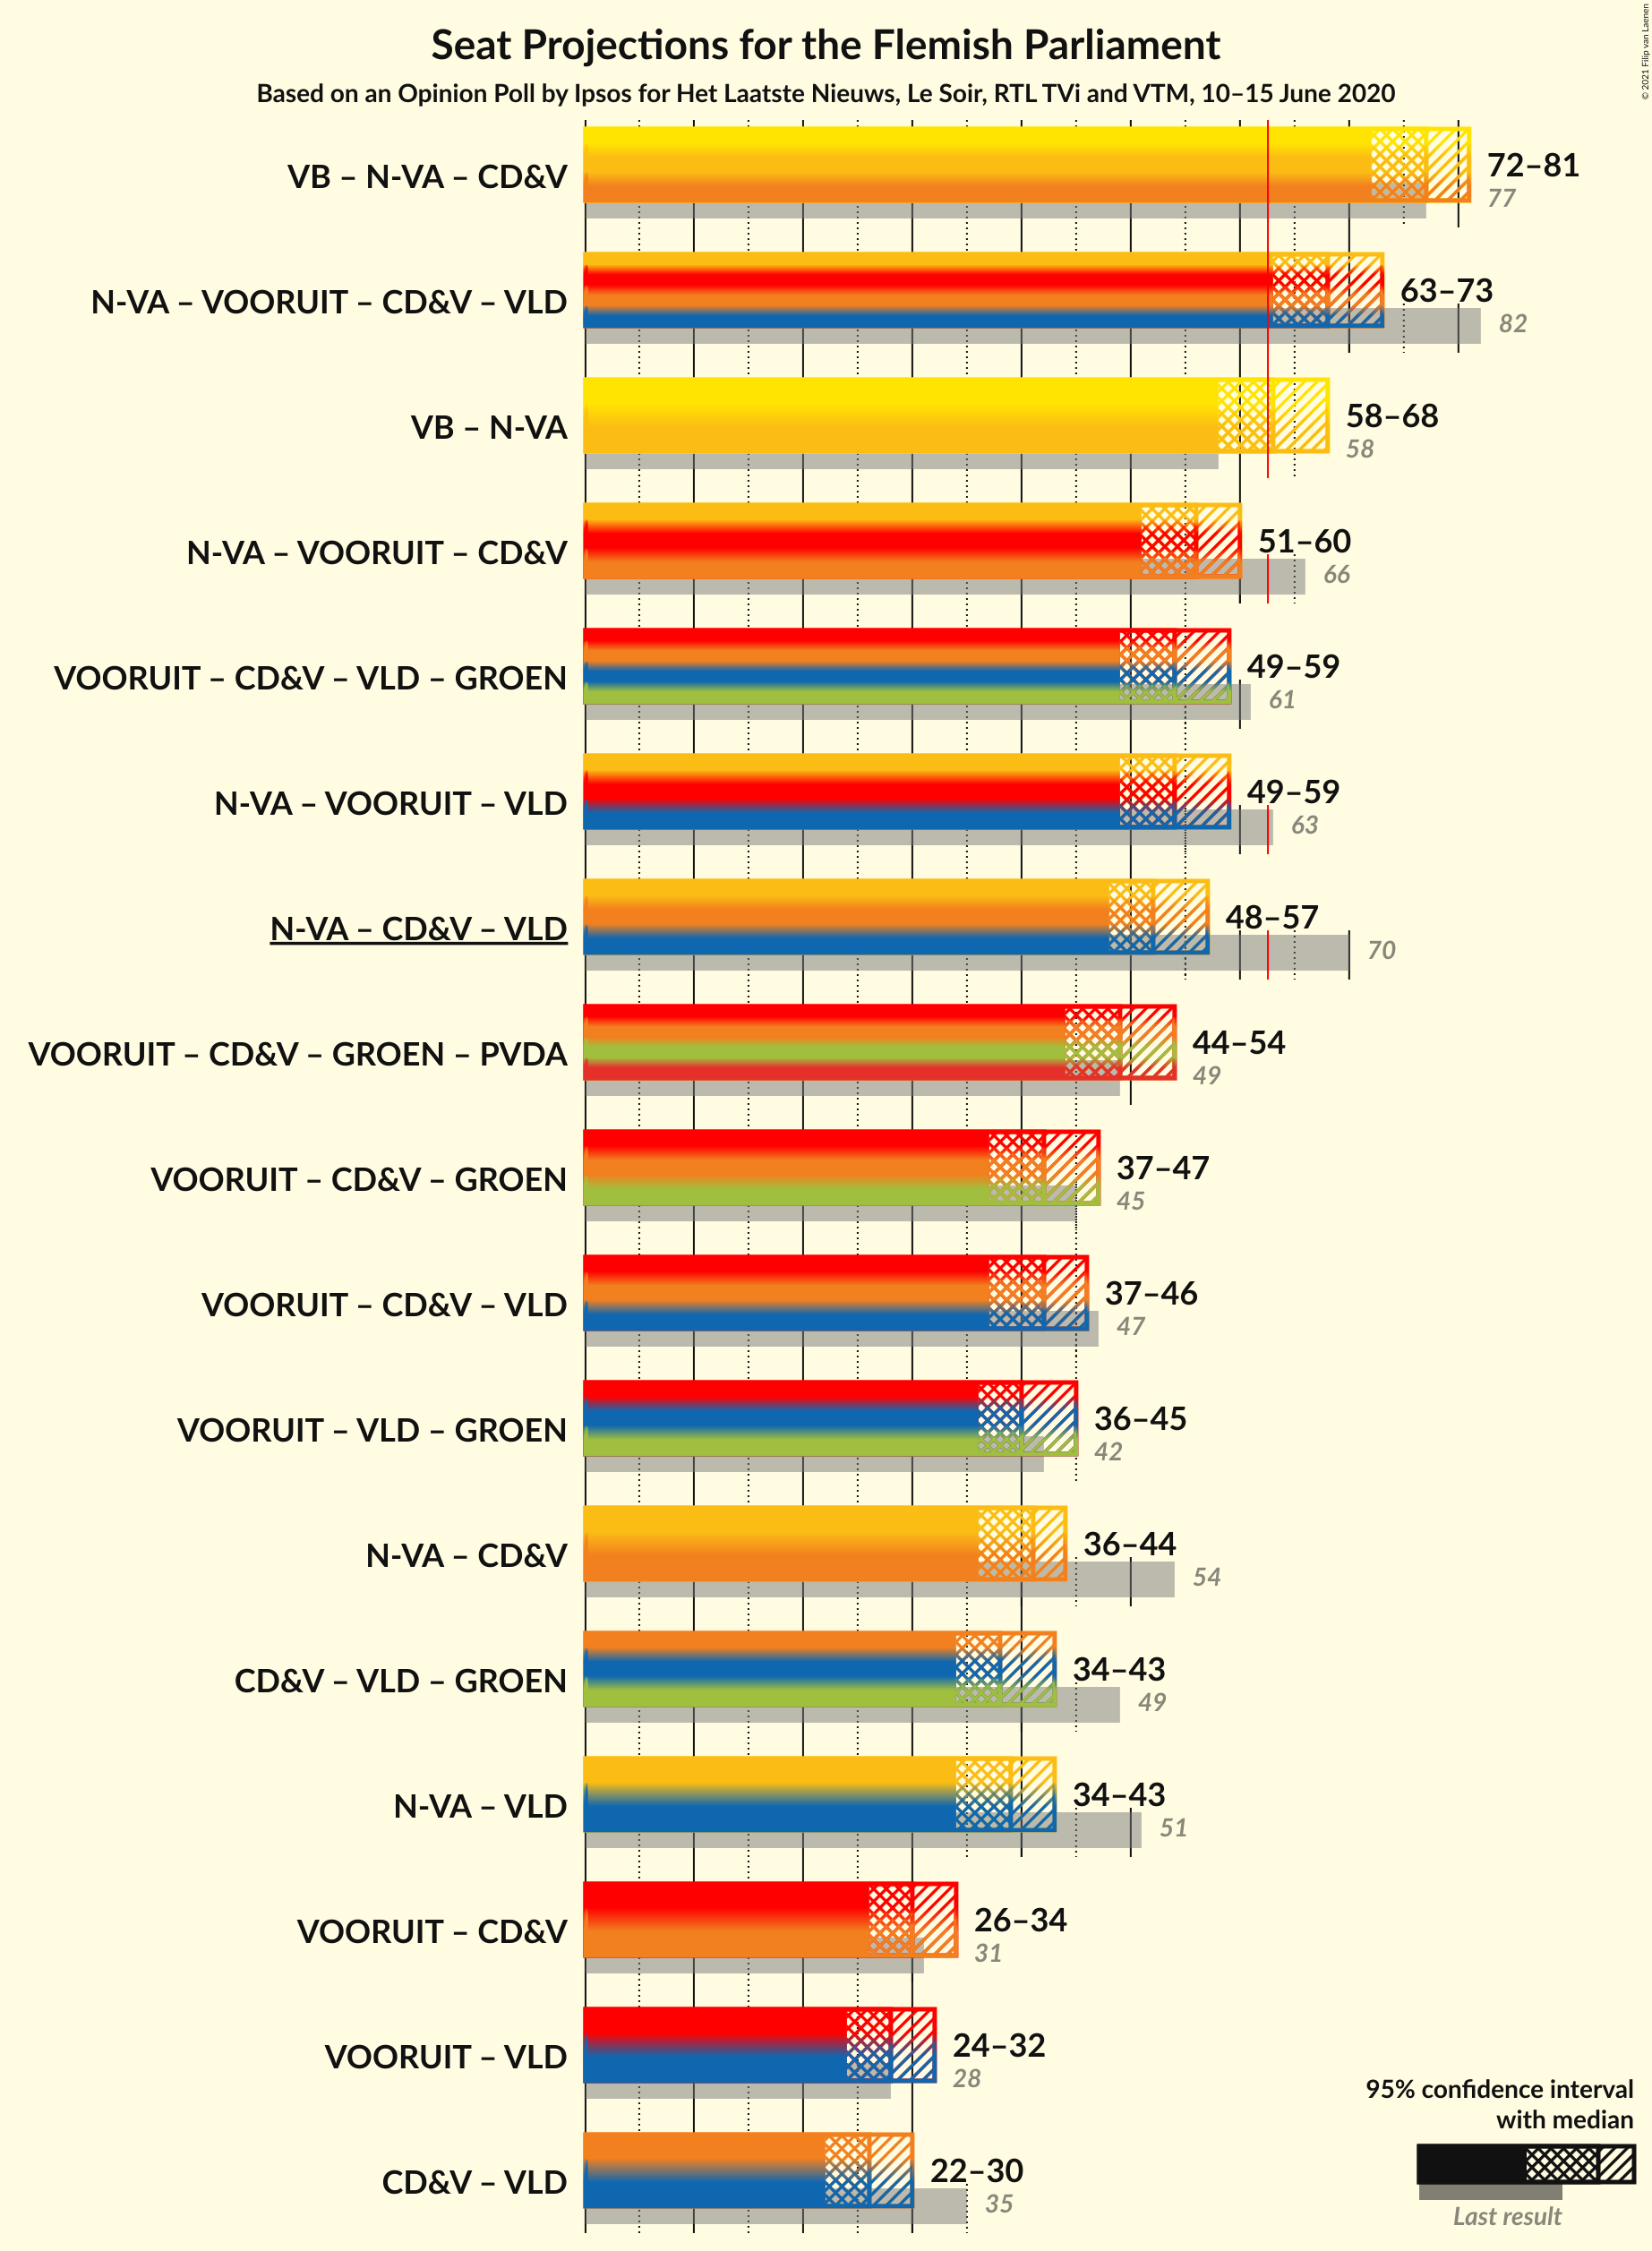 Seat Projections for the Flemish Parliament
Based on an Opinion Poll by Ipsos for Het Laatste Nieuws, Le Soir, RTL TVi and VTM, 10–15 June 2020
© 2021 Filip van Laenen
VB – N-VA – CD&V
72–81
77
N-VA – VOORUIT – CD&V – VLD
63–73
82
VB – N-VA
58–68
58
N-VA – VOORUIT – CD&V
51–60
66
VOORUIT – CD&V – VLD – GROEN
49–59
61
N-VA – VOORUIT – VLD
49–59
63
N-VA – CD&V – VLD
48–57
70
VOORUIT – CD&V – GROEN – PVDA
44–54
49
VOORUIT – CD&V – GROEN
37–47
45
VOORUIT – CD&V – VLD
37–46
47
VOORUIT – VLD – GROEN
36–45
42
N-VA – CD&V
36–44
54
CD&V – VLD – GROEN
34–43
49
N-VA – VLD
34–43
51
VOORUIT – CD&V
26–34
31
VOORUIT – VLD
24–32
28
CD&V – VLD
22–30
35
95% confidence interval
with median
Last result